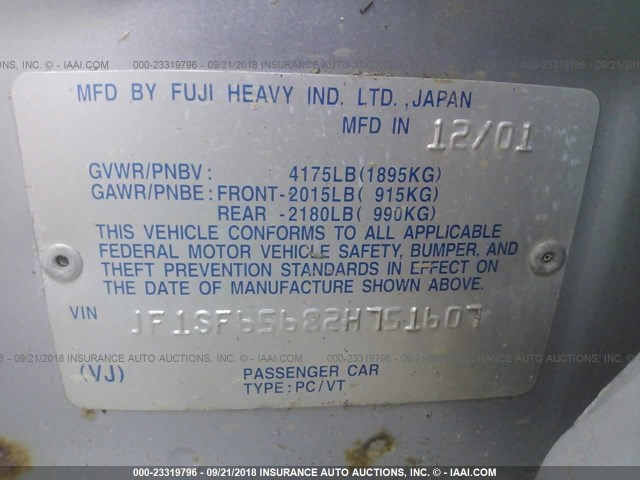 NS - IAAI.COM 000-23319796 - 09/21/2018 INSURANCE AUTO AUCTIONS - IAAI.COM
MFD BY FUJI HEAVY IND. LTD.,JAPAN
MFD IN 12/01
GVWR/PNBV: 4175LB(1895KG)
GAWR/PNBE: FRONT-2015LB( 915KG)
REAR -2180LB( 990KG)
THIS VEHICLE CONFORMS TO ALL APPLICABLE
FEDERAL MOTOR VEHICLE SAFETY, BUMPER, AND
THEFT PREVENTION STANDARDS IN EFFECT ON
THE DATE OF MANUFACTURE SHOWN ABOVE.
VIN JF1SF65682H751607
(VJ) PASSENGER CAR
TYPE:PC/VT
000-23319796 - 09/21/2018 INSURANCE AUTO AUCTIONS - IAAI.COM